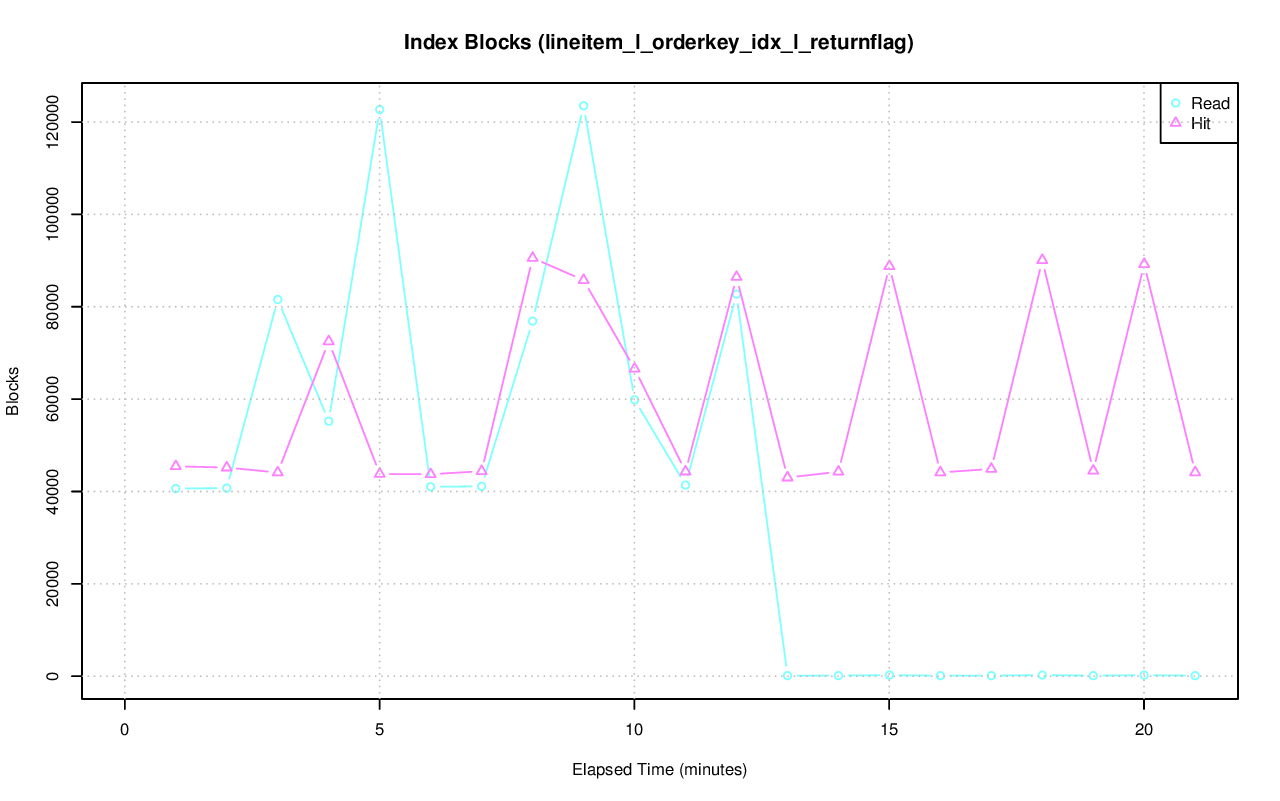 Index Blocks (lineitem_l_orderkey_idx_l_returnflag)
Read
Hit
Blocks
120000
100000
80000
60000
40000
20000
0
0 5 10 15 20
Elapsed Time (minutes)